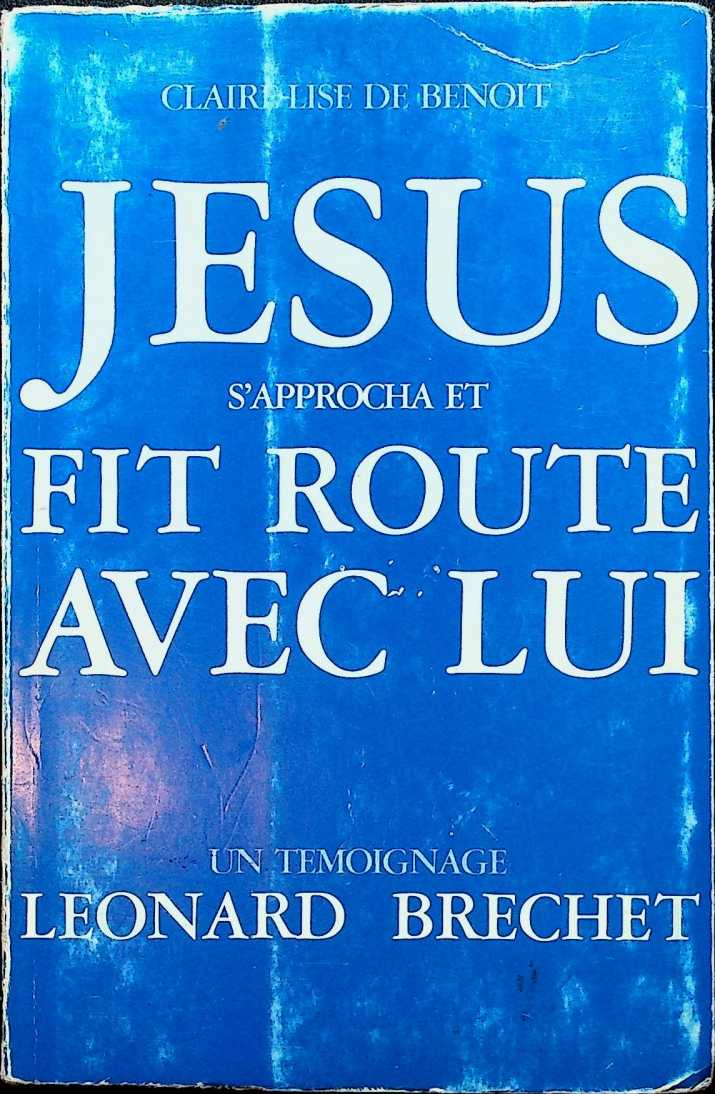 CLAIRE-LISE DE BENOIT
JESUS
S'APPROCHA ET
FIT ROUTE
AVEC LUI
UN TEMOIGNAGE
LEONARD BRECHET